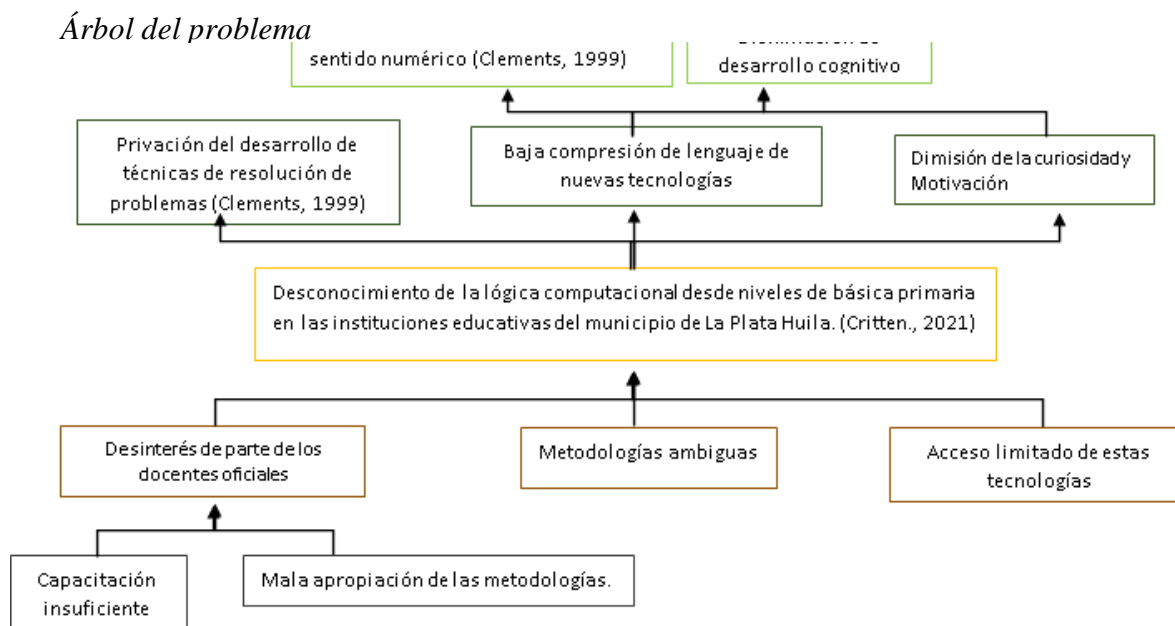 Árbol del problema
sentido numérico (Clements, 1999)
de
desarrollo cognitivo
Privación del desarrollo de
técnicas de resolución de
problemas (Clements, 1999)
Baja compresión de lenguaje de
nuevas tecnologías
Dimisión de la curiosidad y
Motivación
Desconocimiento de la lógica computacional desde niveles de básica primaria
en las instituciones educativas del municipio de La Plata Huila. (Critten., 2021)
Desinterés de parte de los
docentes oficiales
Metodologías ambiguas
Acceso limitado de estas
tecnologías
Capacitación
insuficiente
Mala apropiación de las metodologías.